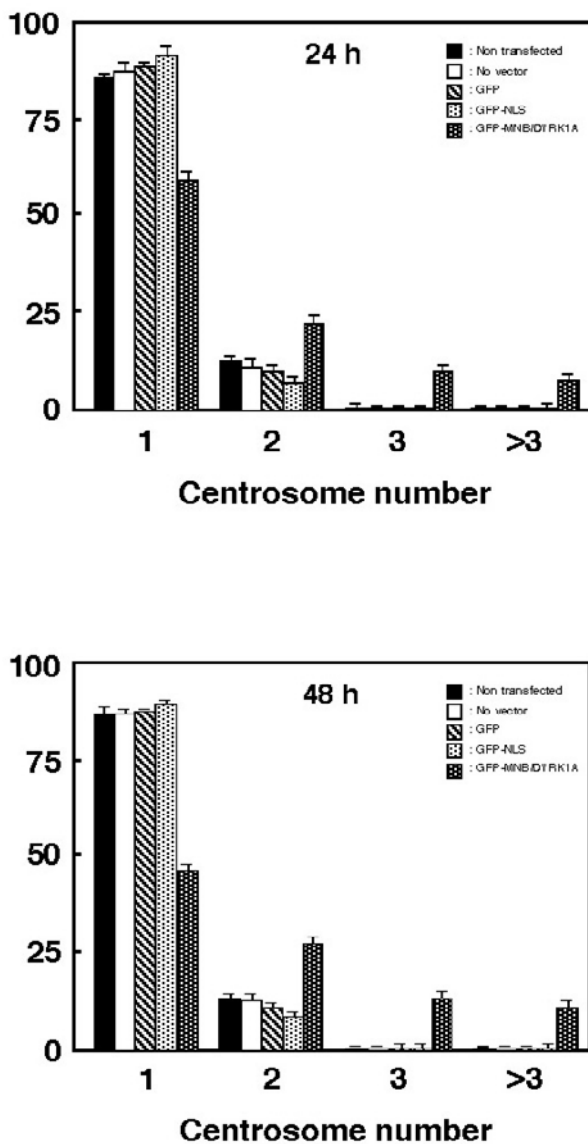 100
75
50
25
0
24 h
: Non transfected
: No vector
: GFP
: GFP-NLS
: GFP-MNB/DYRK1A
1 2 3 >3
Centrosome number
100
75
50
25
0
48 h
: Non transfected
: No vector
: GFP
: GFP-NLS
: GFP-MNB/DYRK1A
1 2 3 >3
Centrosome number